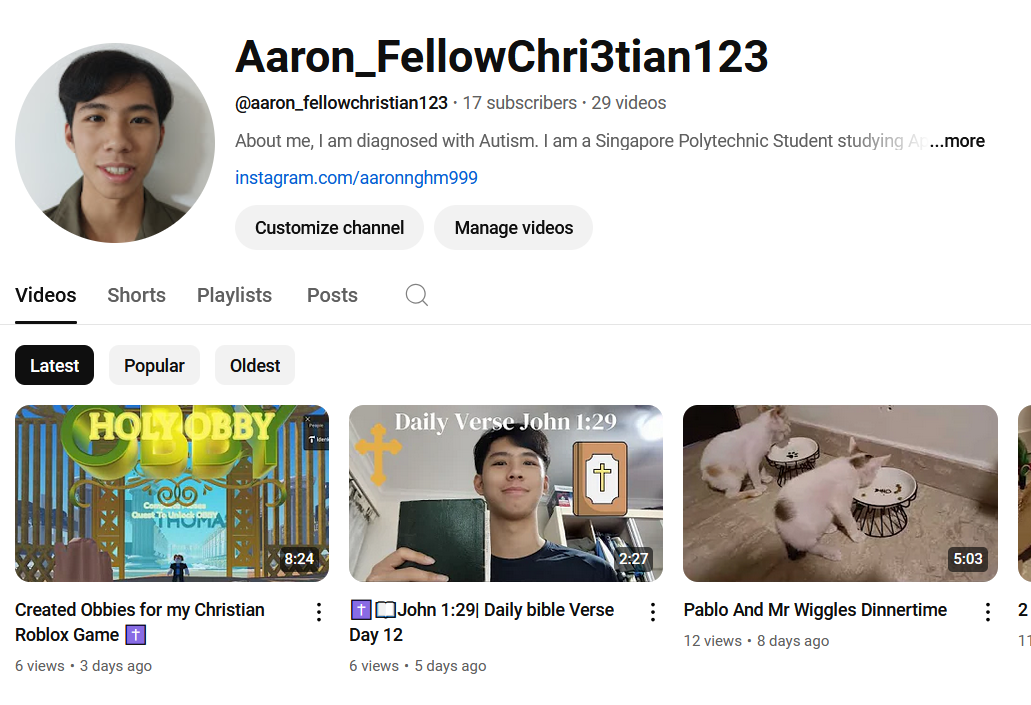 Aaron_FellowChri3tian123
@aaron_fellowchristian123 · 17 subscribers · 29 videos
About me, I am diagnosed with Autism. I am a Singapore Polytechnic Student studying ...more
instagram.com/aaronnghm999
Customize channel Manage videos
Videos Shorts Playlists Posts
Latest Popular Oldest
HOLY OBBY
OBBY
People
Quest To Unlock OBBY
THOMA
8:24
Daily Verse John 1:29
2:27
5:03
Created Obbies for my Christian
Roblox Game ✝️
6 views • 3 days ago
✝️📖John 1:29| Daily bible Verse
Day 12
6 views • 5 days ago
Pablo And Mr Wiggles Dinnertime
12 views • 8 days ago
2
11